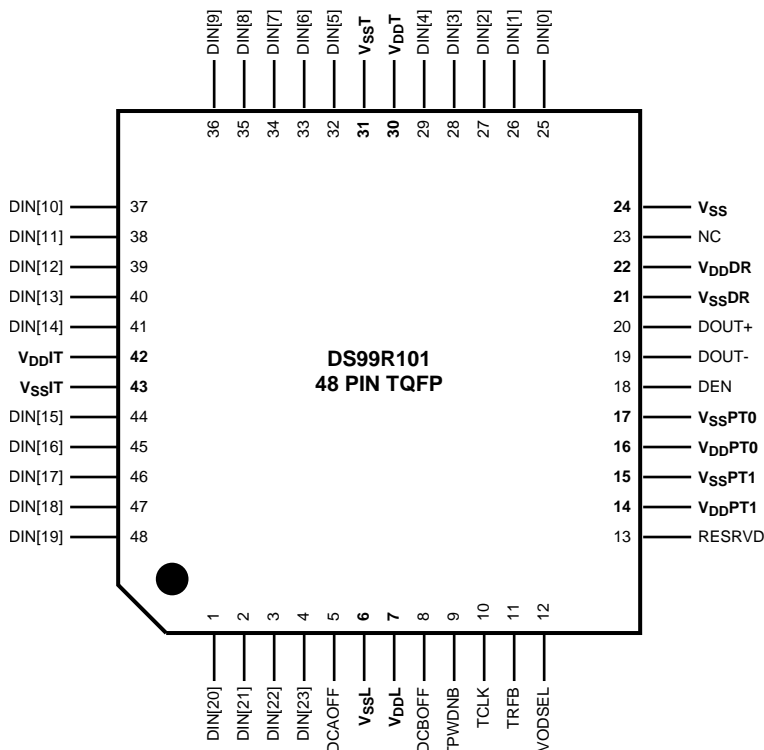 DIN[9] DIN[8] DIN[7] DIN[6] DIN[5] VSST VDDT DIN[4] DIN[3] DIN[2] DIN[1] DIN[0]
36 35 34 33 32 31 30 29 28 27 26 25
DIN[10] 37 24 VSS
DIN[11] 38 23 NC
DIN[12] 39 22 VDDDR
DIN[13] 40 21 VSSDR
DIN[14] 41 20 DOUT+
VDDIT 42 19 DOUT-
VSSIT 43 18 DEN
DIN[15] 44 17 VSSPT0
DIN[16] 45 16 VDDPT0
DIN[17] 46 15 VSSPT1
DIN[18] 47 14 VDDPT1
DIN[19] 48 13 RESRVD
DS99R101
48 PIN TQFP
1 2 3 4 5 6 7 8 9 10 11 12
DIN[20] DIN[21] DIN[22] DIN[23] DCAOFF VSSL VDDL DCBOFF TPWDNB TCLK TRFB VODSEL